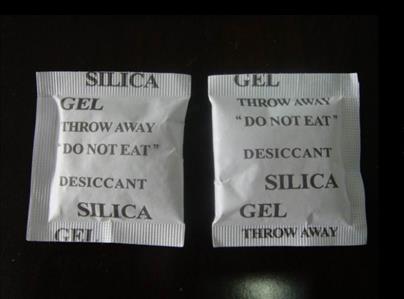 SILICA
GEL
THROW AWAY
"DO NOT EAT"
DESICCANT
SILICA
GEL
GEL
THROW AWAY
"DO NOT EAT"
DESICCANT
SILICA
GEL
THROW AWAY